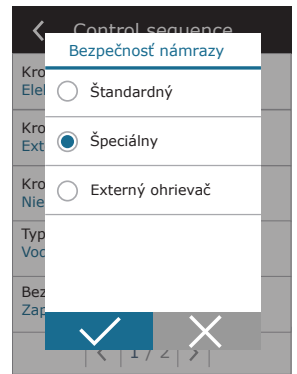 Control sequence
Bezpečnosť námrazy
Kro
Ele
Štandardný
Kro
Ext
Špeciálny
Kro
Nie
Externý ohrievač
Typ
Voc
Bez
Zap
1 / 2